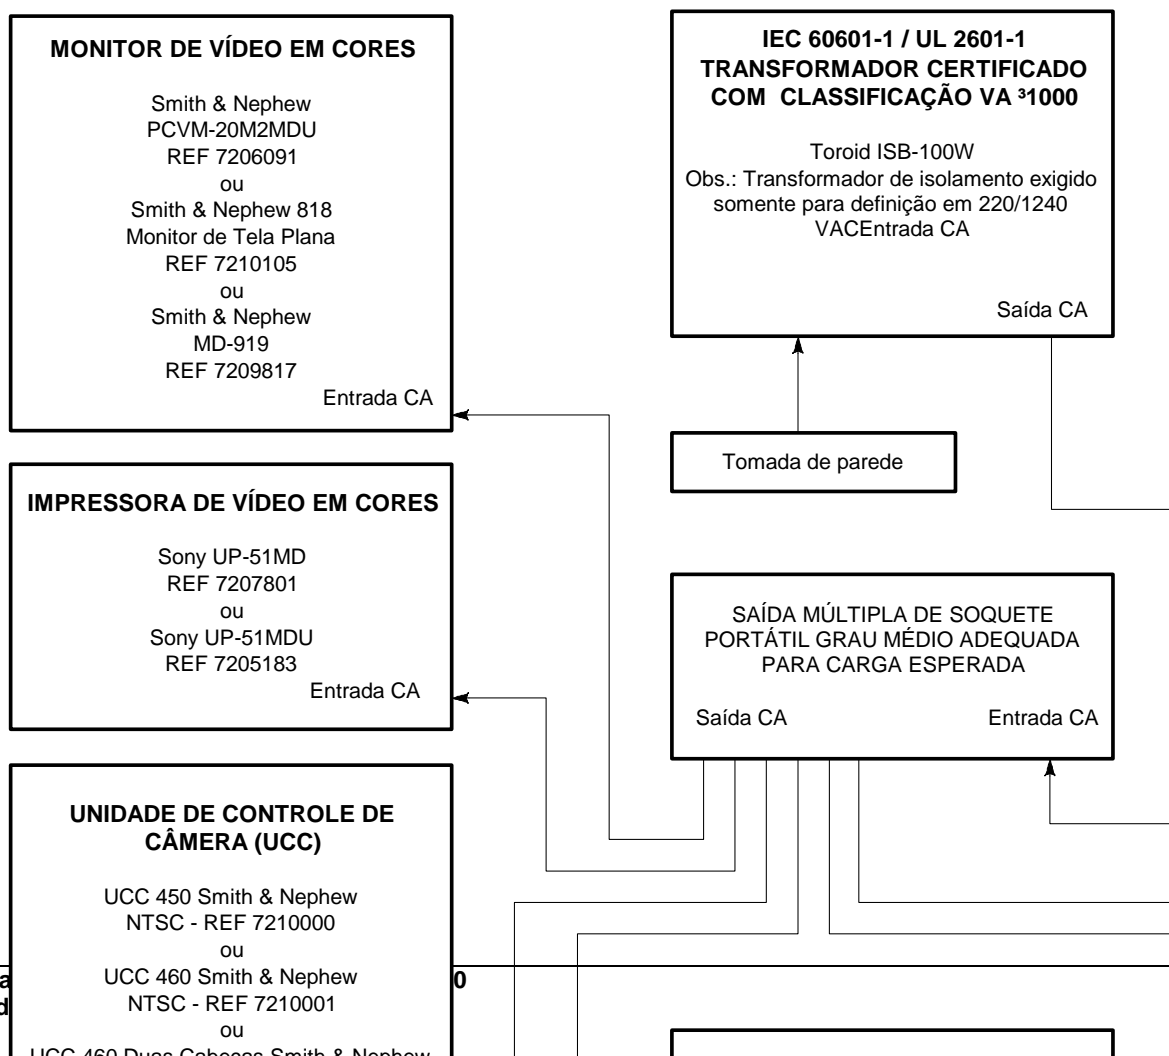 MONITOR DE VÍDEO EM CORES
Smith & Nephew
PCVM-20M2MDU
REF 7206091
ou
Smith & Nephew 818
Monitor de Tela Plana
REF 7210105
ou
Smith & Nephew
MD-919
REF 7209817
Entrada CA
IEC 60601-1 / UL 2601-1
TRANSFORMADOR CERTIFICADO
COM CLASSIFICAÇÃO VA ³1000
Toroid ISB-100W
Obs.: Transformador de isolamento exigido
somente para definição em 220/1240
VACEntrada CA
Saída CA
Tomada de parede
IMPRESSORA DE VÍDEO EM CORES
Sony UP-51MD
REF 7207801
ou
Sony UP-51MDU
REF 7205183
Entrada CA
SAÍDA MÚLTIPLA DE SOQUETE
PORTÁTIL GRAU MÉDIO ADEQUADA
PARA CARGA ESPERADA
Saída CA
Entrada CA
UNIDADE DE CONTROLE DE
CÂMERA (UCC)
UCC 450 Smith & Nephew
NTSC - REF 7210000
ou
UCC 460 Smith & Nephew
NTSC - REF 7210001
ou
UCC 460 Duas Cabeças Smith & Nephew